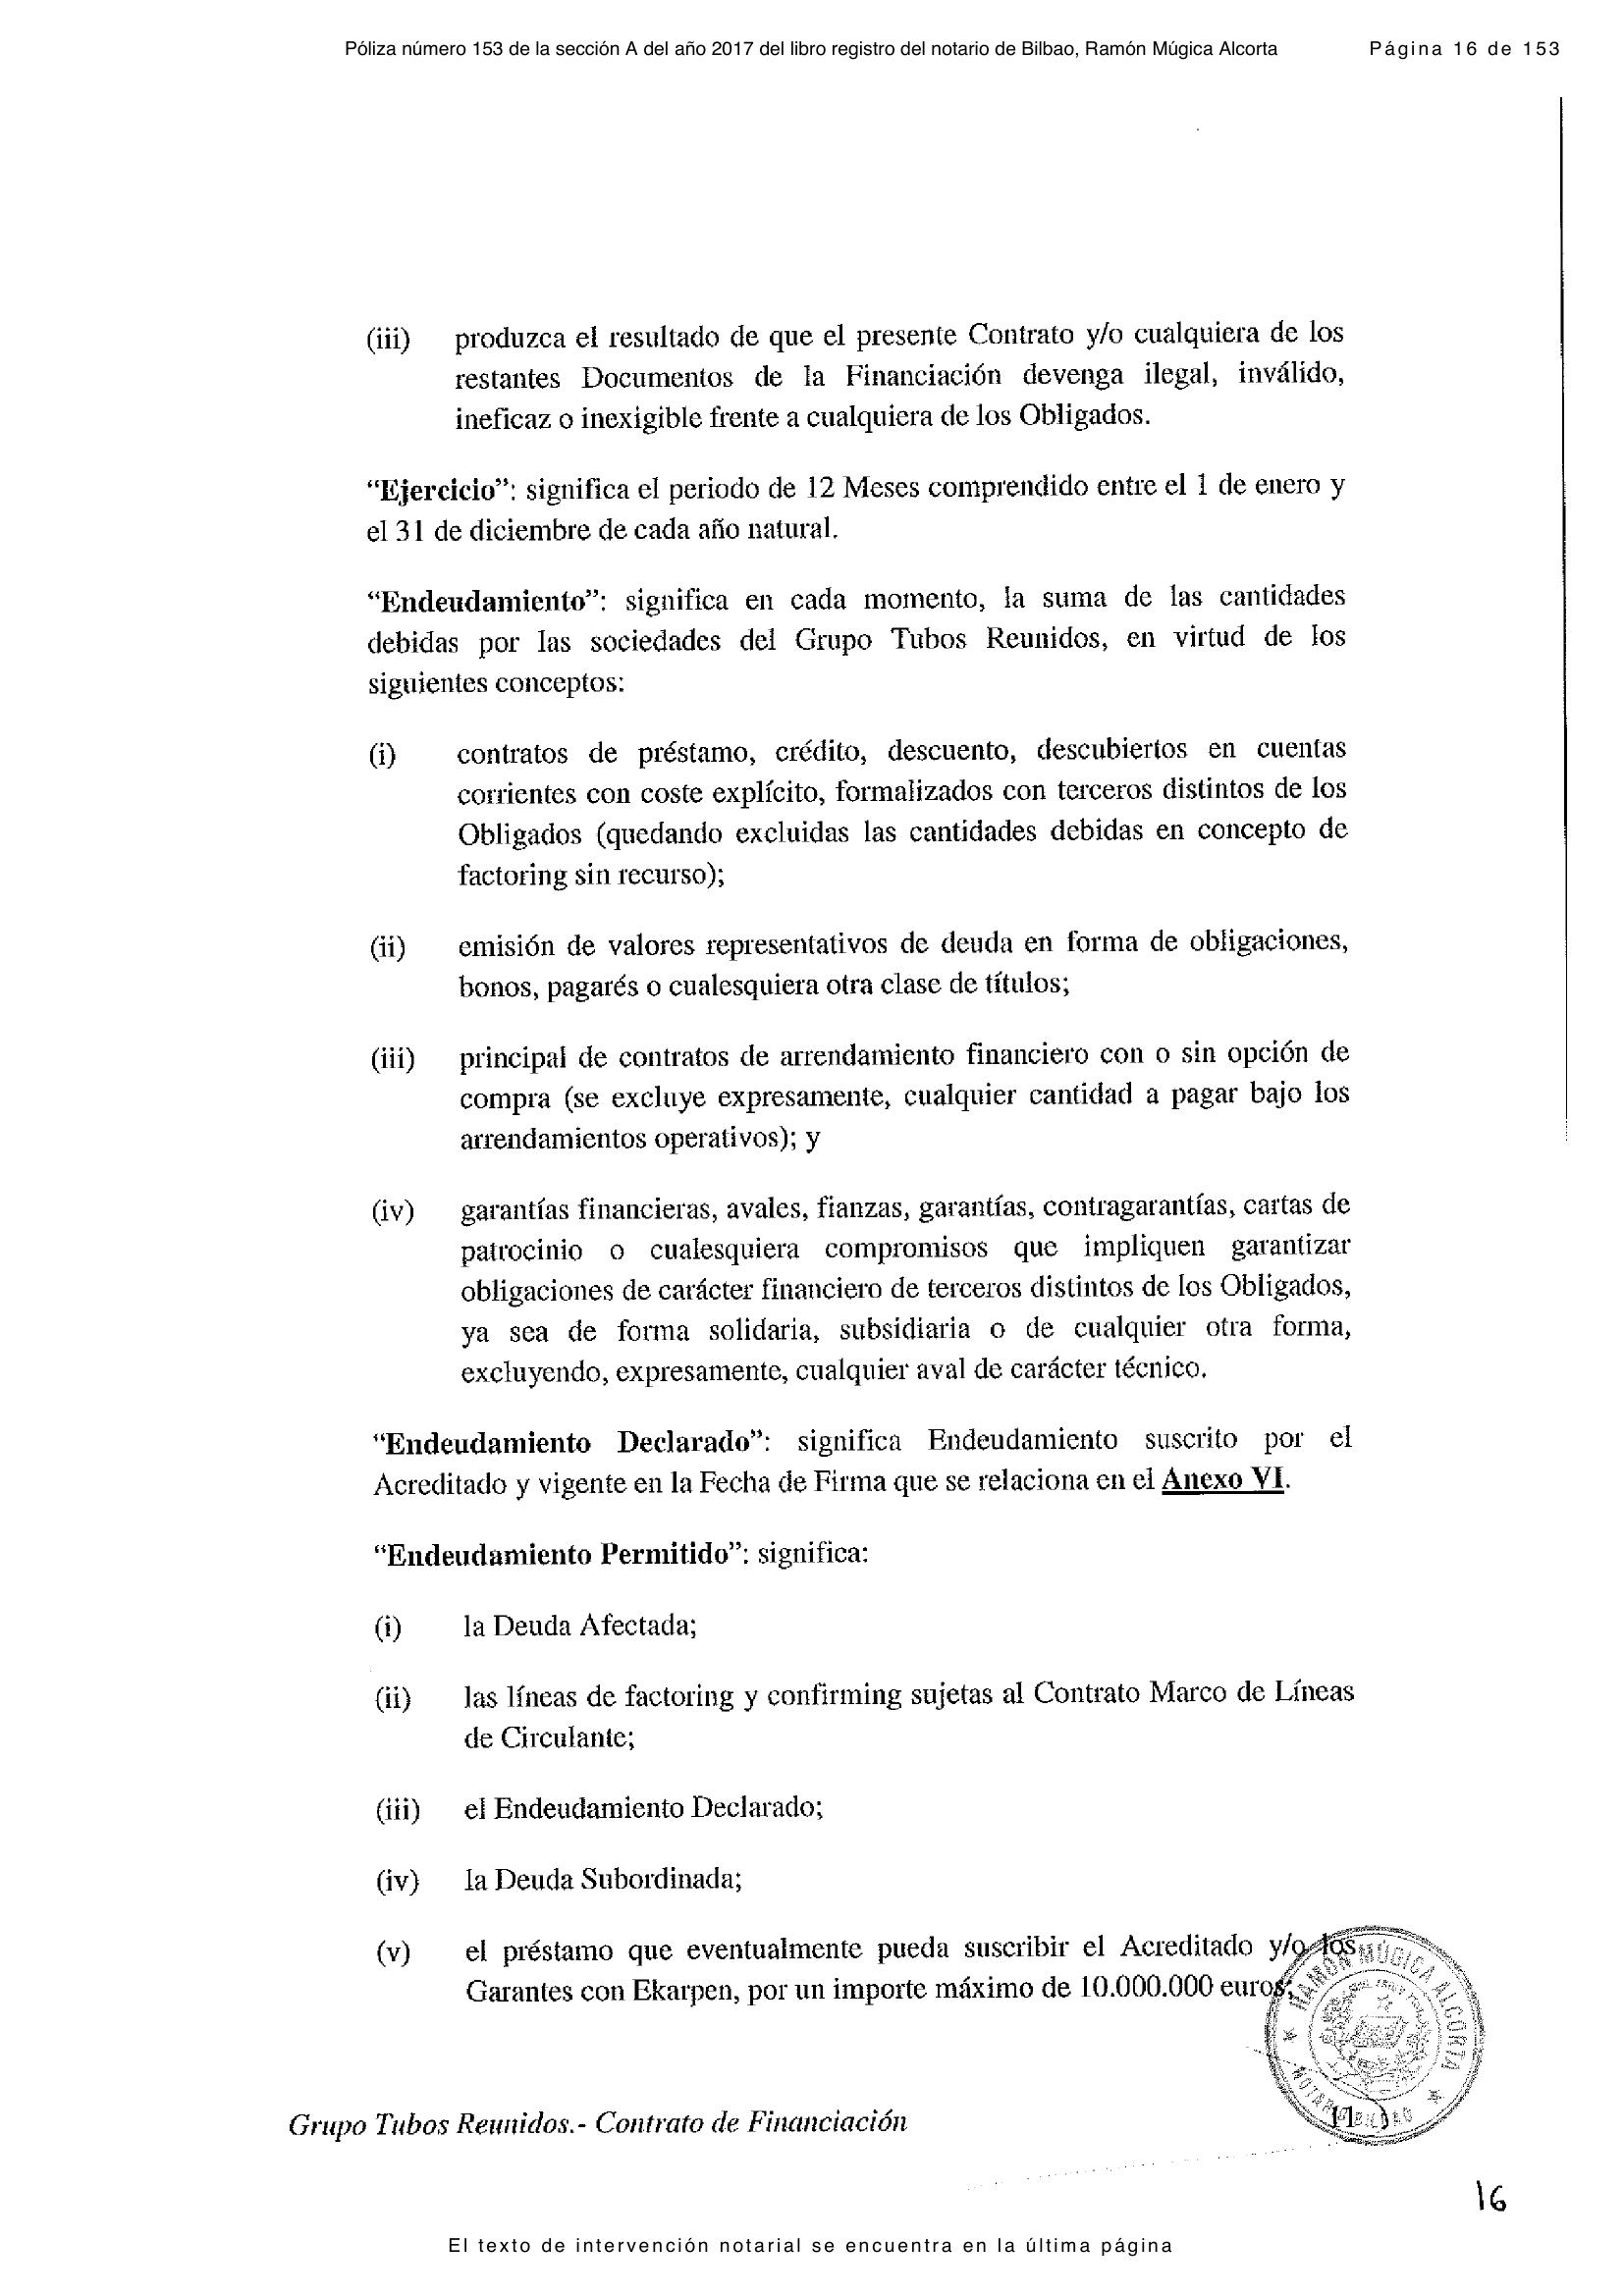 Póliza número 153 de la sección A del año 2017 del libro registro del notario de Bilbao, Ramón Múgica Alcorta
Página 16 de 153
(iii) produzca el resultado de que el presente Contrato y/o cualquiera de los
restantes Documentos de la Financiación devenga ilegal, inválido,
ineficaz o inexigible frente a cualquiera de los Obligados.
“Ejercicio”: significa el periodo de 12 Meses comprendido entre el 1 de enero y
el 31 de diciembre de cada año natural.
“Endeudamiento”: significa en cada momento, la suma de las cantidades
debidas por las sociedades del Grupo Tubos Reunidos, en virtud de los
siguientes conceptos:
(i) contratos de préstamo, crédito, descuento, descubiertos en cuentas
corrientes con coste explícito, formalizados con terceros distintos de los
Obligados (quedando excluidas las cantidades debidas en concepto de
factoring sin recurso);
(ii) emisión de valores representativos de deuda en forma de obligaciones,
bonos, pagarés o cualesquiera otra clase de títulos;
(iii) principal de contratos de arrendamiento financiero con o sin opción de
compra (se excluye expresamente, cualquier cantidad a pagar bajo los
arrendamientos operativos); y
(iv) garantías financieras, avales, fianzas, garantías, contragarantías, cartas de
patrocinio o cualesquiera compromisos que impliquen garantizar
obligaciones de carácter financiero de terceros distintos de los Obligados,
ya sea de forma solidaria, subsidiaria o de cualquier otra forma,
excluyendo, expresamente, cualquier aval de carácter técnico.
“Endeudamiento Declarado”: significa Endeudamiento suscrito por el
Acreditado y vigente en la Fecha de Firma que se relaciona en el Anexo VI.
“Endeudamiento Permitido”: significa:
(i) la Deuda Afectada;
(ii) las líneas de factoring y confirming sujetas al Contrato Marco de Líneas
de Circulante;
(iii) el Endeudamiento Declarado;
(iv) la Deuda Subordinada;
(v) el préstamo que eventualmente pueda suscribir el Acreditado y/o los
Garantes con Ekarpen, por un importe máximo de 10.000.000 euros;
RAMÓN MÚGICA ALCORTA
BILBAO
Grupo Tubos Reunidos.- Contrato de Financiación
11
16
El texto de intervención notarial se encuentra en la última página